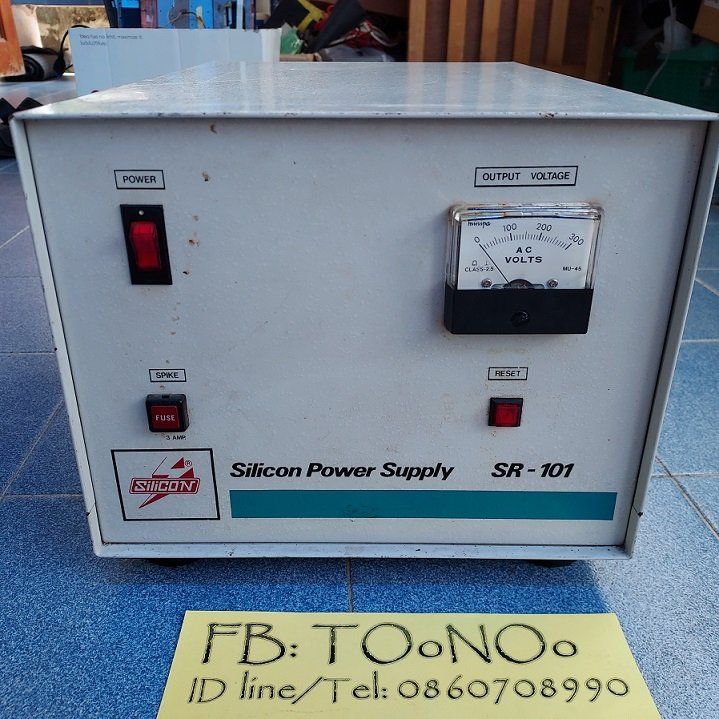 POWER
OUTPUT VOLTAGE
0 100 200 300
AC
VOLTS
CLASS-2.5 MU-45
SPIKE
RESET
FUSE
3 AMP.
SILICON®
Silicon Power Supply SR-101
FB: TOoNOo
ID line/Tel: 0860708990